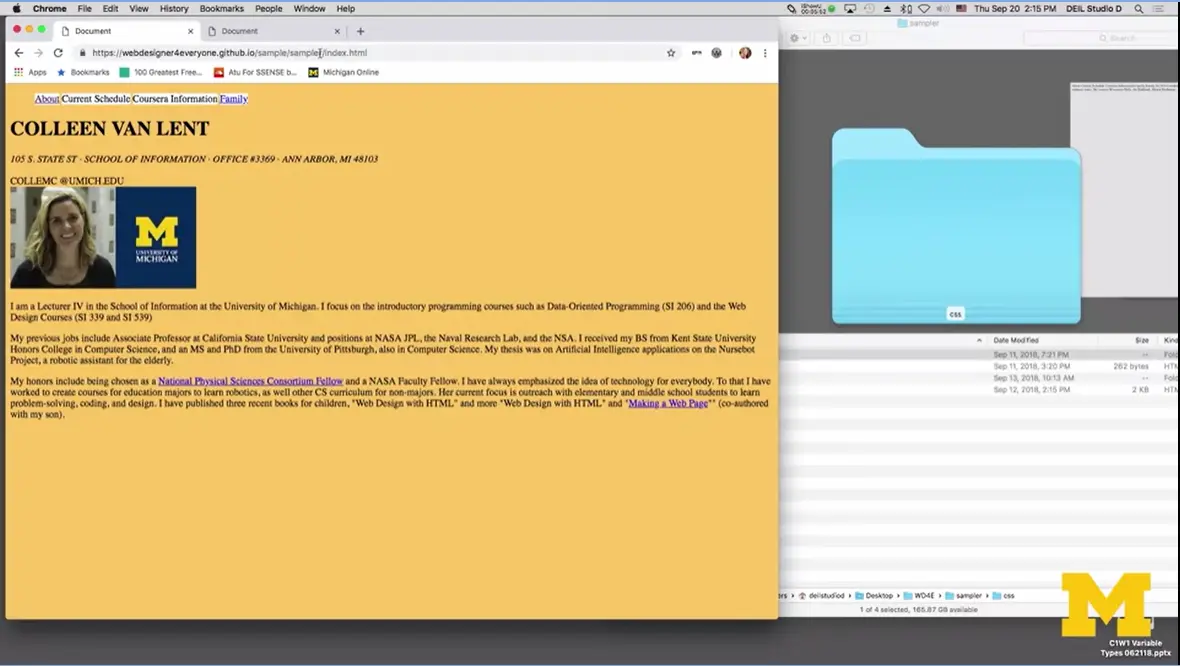 Chrome File Edit View History Bookmarks People Window Help
Thu Sep 20 2:15 PM DEIL Studio D
Document
Document
sampler
https://webdesigner4everyone.github.io/sample/sampler/index.html
Search
Apps Bookmarks 100 Greatest Free... Atu For SSENSE b... Michigan Online
About Current Schedule Coursera Information Family
COLLEEN VAN LENT
105 S. STATE ST · SCHOOL OF INFORMATION · OFFICE #3369 · ANN ARBOR, MI 48103
COLLEMC @UMICH.EDU
M
UNIVERSITY OF
MICHIGAN
I am a Lecturer IV in the School of Information at the University of Michigan. I focus on the introductory programming courses such as Data-Oriented Programming (SI 206) and the Web
Design Courses (SI 339 and SI 539)
My previous jobs include Associate Professor at California State University and positions at NASA JPL, the Naval Research Lab, and the NSA. I received my BS from Kent State University
Honors College in Computer Science, and an MS and PhD from the University of Pittsburgh, also in Computer Science. My thesis was on Artificial Intelligence applications on the Nursebot
Project, a robotic assistant for the elderly.
My honors include being chosen as a National Physical Sciences Consortium Fellow and a NASA Faculty Fellow. I have always emphasized the idea of technology for everybody. To that I have
worked to create courses for education majors to learn robotics, as well other CS curriculum for non-majors. Her current focus is outreach with elementary and middle school students to learn
problem-solving, coding, and design. I have published three recent books for children, "Web Design with HTML" and more "Web Design with HTML" and "Making a Web Page"" (co-authored
with my son).
css
Date Modified Size Kin
Sep 11, 2018, 7:21 PM -- Fold
Sep 11, 2018, 3:20 PM 262 bytes HTM
Sep 13, 2018, 10:13 AM -- Fold
Sep 12, 2018, 2:15 PM 2 KB HTM
deilstudiod › Desktop › WD4E › sampler › css
1 of 4 selected, 165.87 GB available
M
C1W1 Variable
Types 062118.pptx